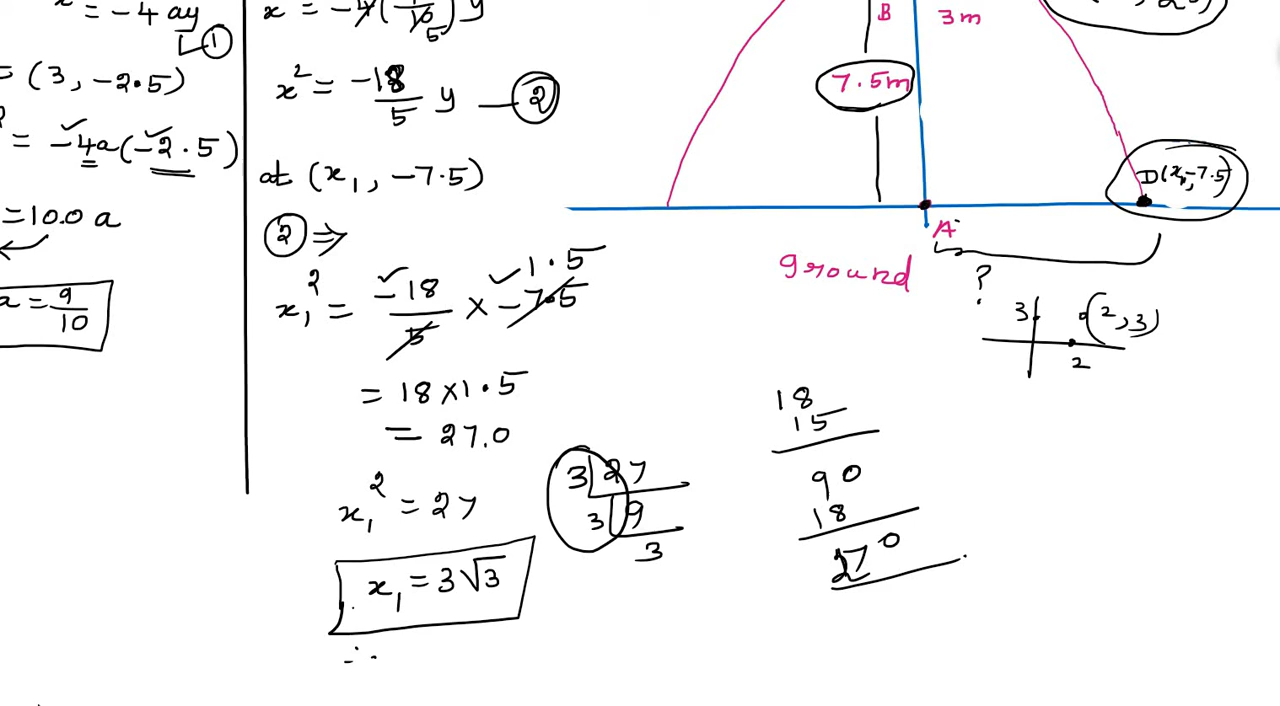 = -4 ay
①
= (3, -2.5)
= -4a(-2.5)
= 10.0 a
a = 9/10
x² = -18/5 y — ②
at (x₁, -7.5)
② ⇒
x₁² = -18/5 × -7.5 1.5
= 18 × 1.5
= 27.0
x₁² = 27
x₁ = 3√3
∴
3 | 27
3 | 9
3
18
15
90
18
270
B
3m
7.5m
D(x₁, -7.5)
A
ground
?
3
(2, 3)
2